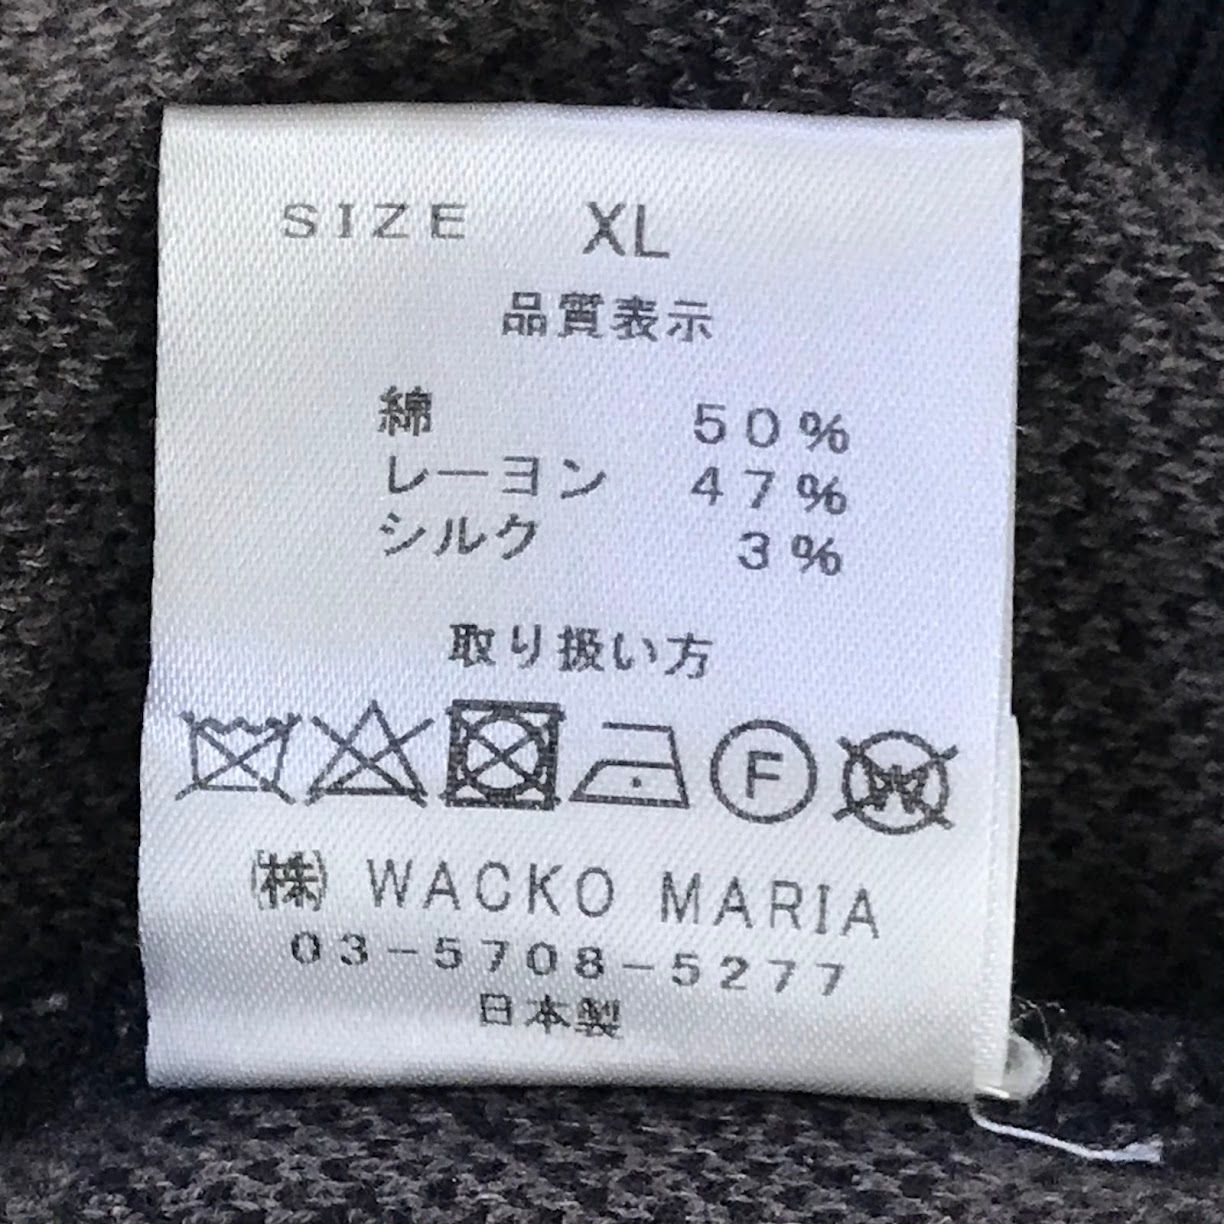 SIZE XL
品質表示
綿 50%
レーヨン 47%
シルク 3%
取り扱い方
F W
㈱ WACKO MARIA
03-5708-5277
日本製